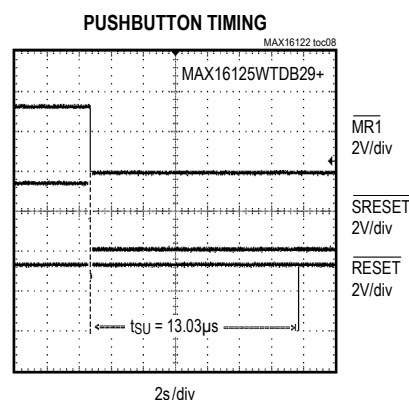 PUSHBUTTON TIMING
MAX16122 toc08
MAX16125WTDB29+
MR1
2V/div
SRESET
2V/div
RESET
2V/div
tSU = 13.03µs
2s/div